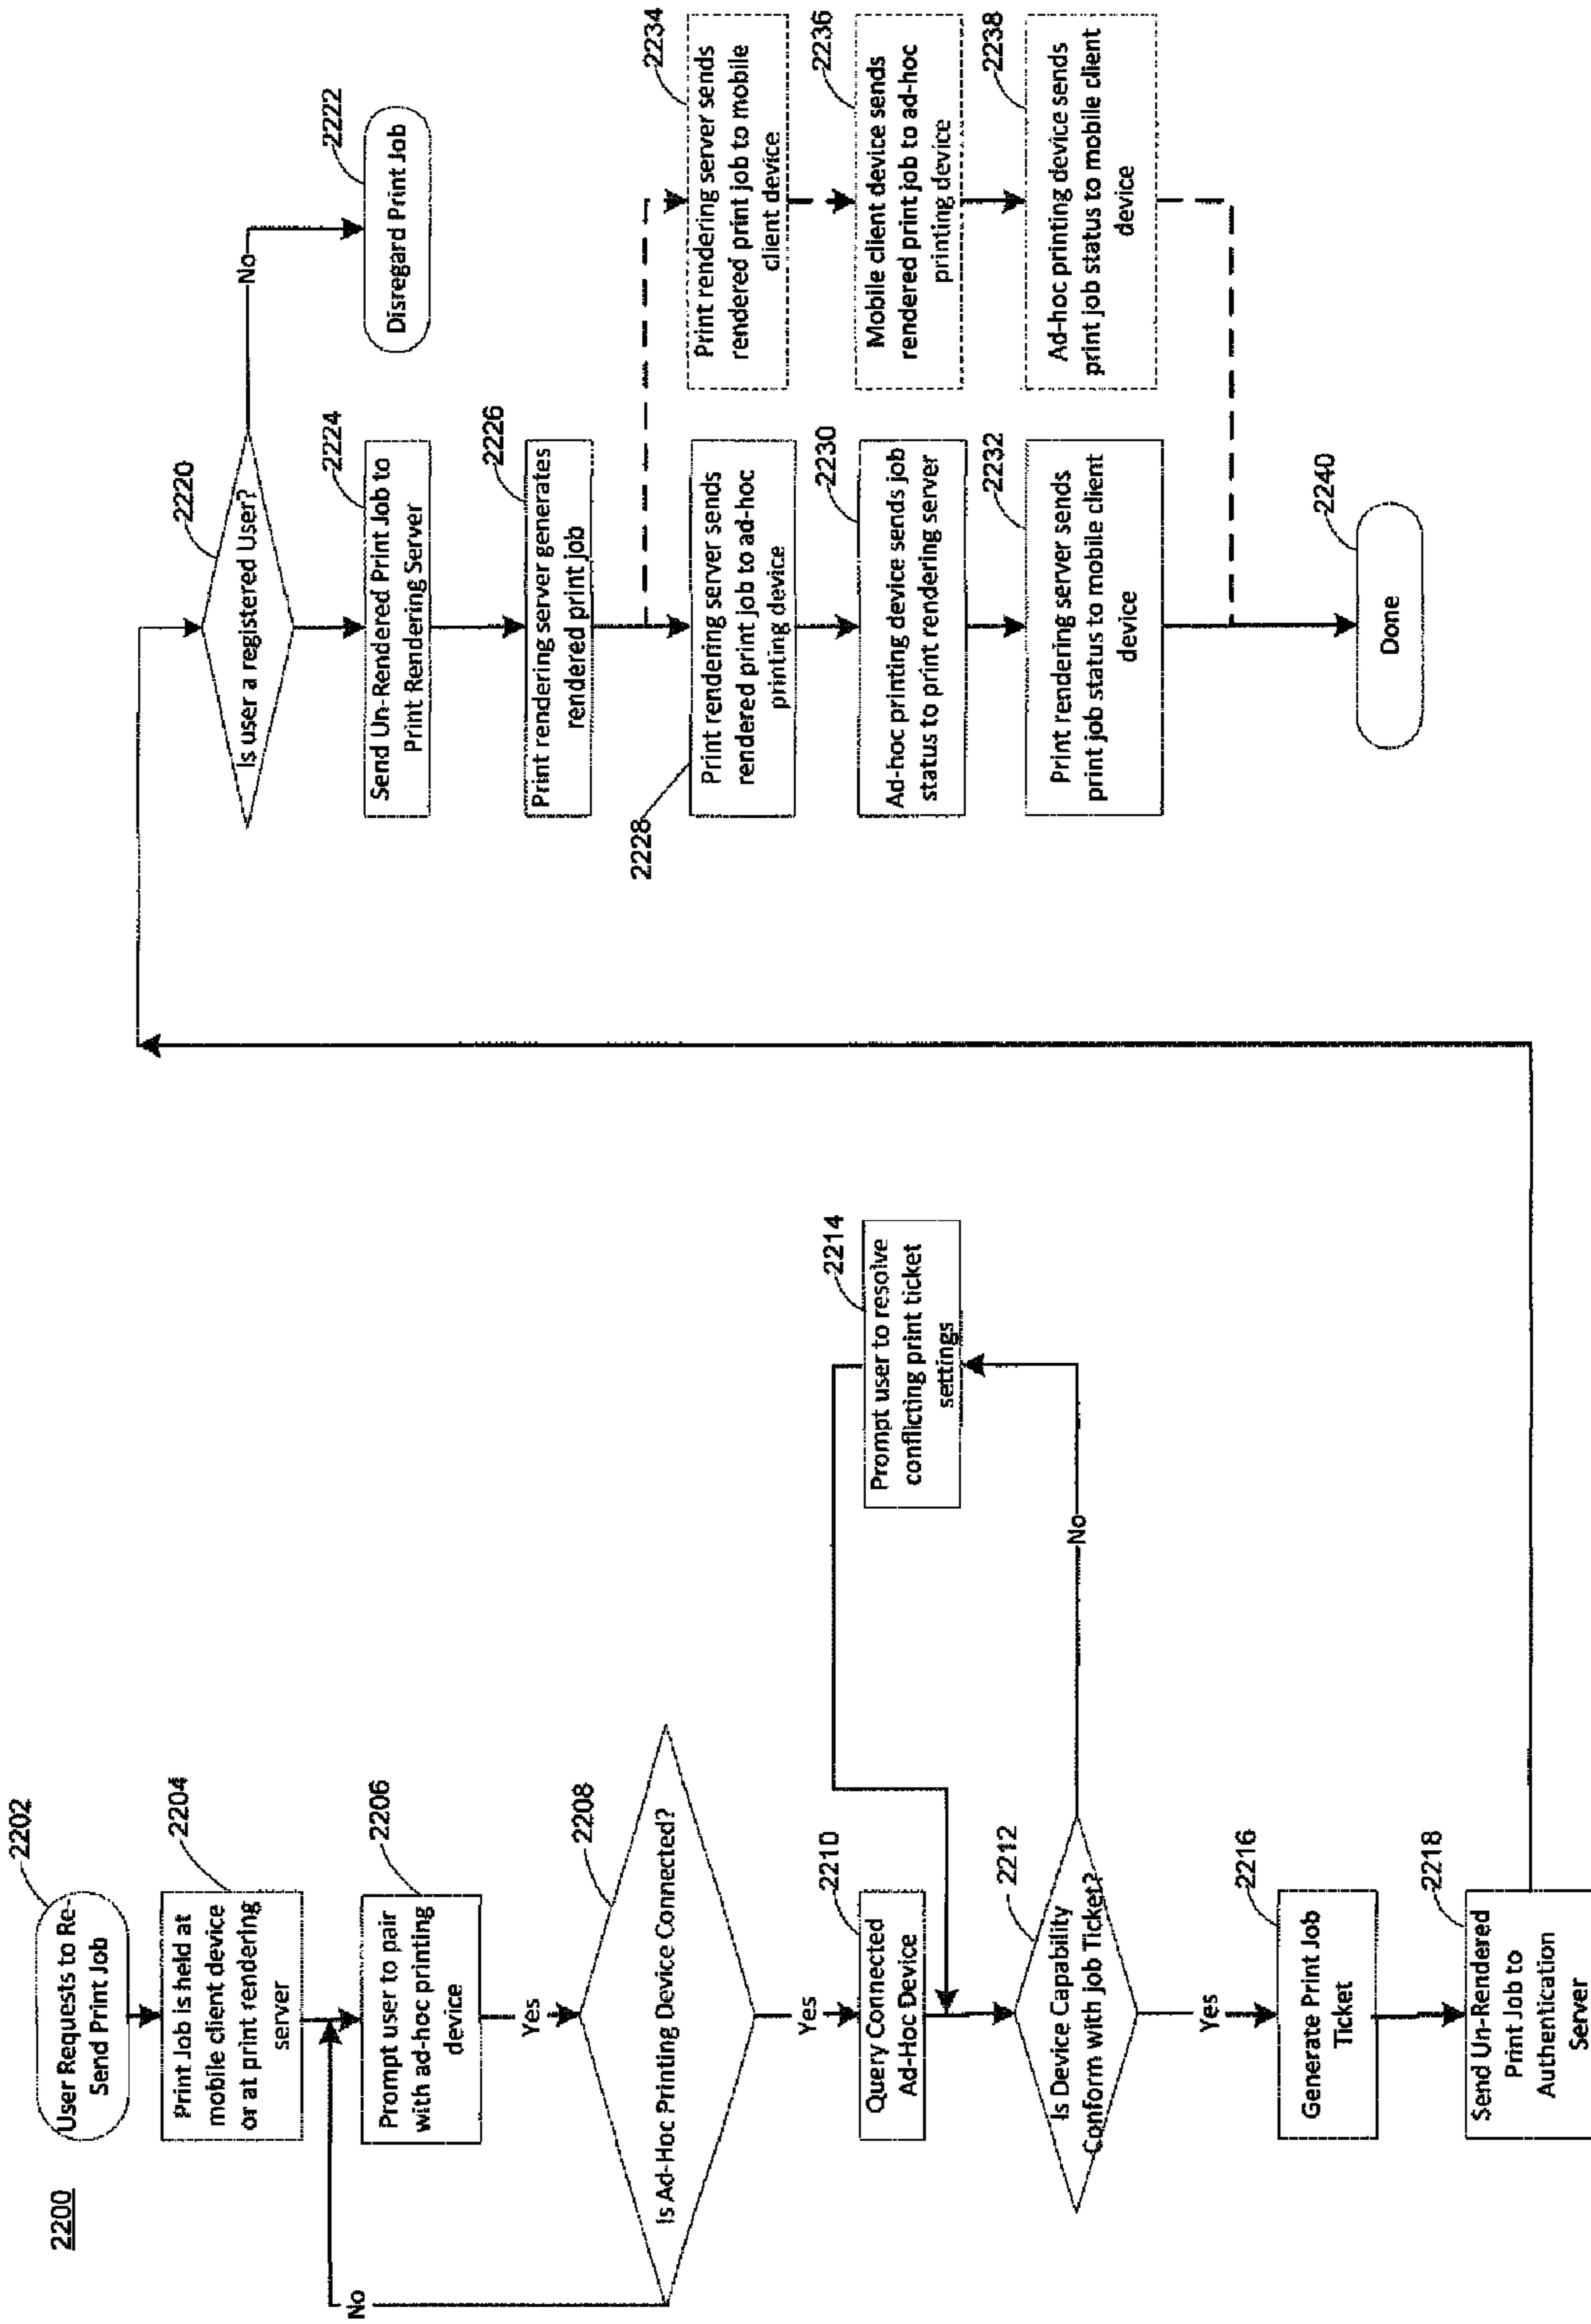 2200
2202
User Requests to Re-
Send Print Job
2204
Print Job is held at
mobile client device
or at print rendering
server
2206
Prompt user to pair
with ad-hoc printing
device
Yes
2208
Is Ad-Hoc Printing Device Connected?
No
Yes
2210
Query Connected
Ad-Hoc Device
2212
Is Device Capability
Conform with job Ticket?
No
2214
Prompt user to resolve
conflicting print ticket
settings
Yes
2216
Generate Print Job
Ticket
2218
Send Un-Rendered
Print Job to
Authentication
Server
2220
Is user a registered User?
No
2222
Disregard Print Job
2224
Send Un-Rendered Print Job to
Print Rendering Server
2226
Print rendering server generates
rendered print job
2228
Print rendering server sends
rendered print job to ad-hoc
printing device
2230
Ad-hoc printing device sends job
status to print rendering server
2232
Print rendering server sends
print job status to mobile client
device
2234
Print rendering server sends
rendered print job to mobile
client device
2236
Mobile client device sends
rendered print job to ad-hoc
printing device
2238
Ad-hoc printing device sends
print job status to mobile client
device
2240
Done